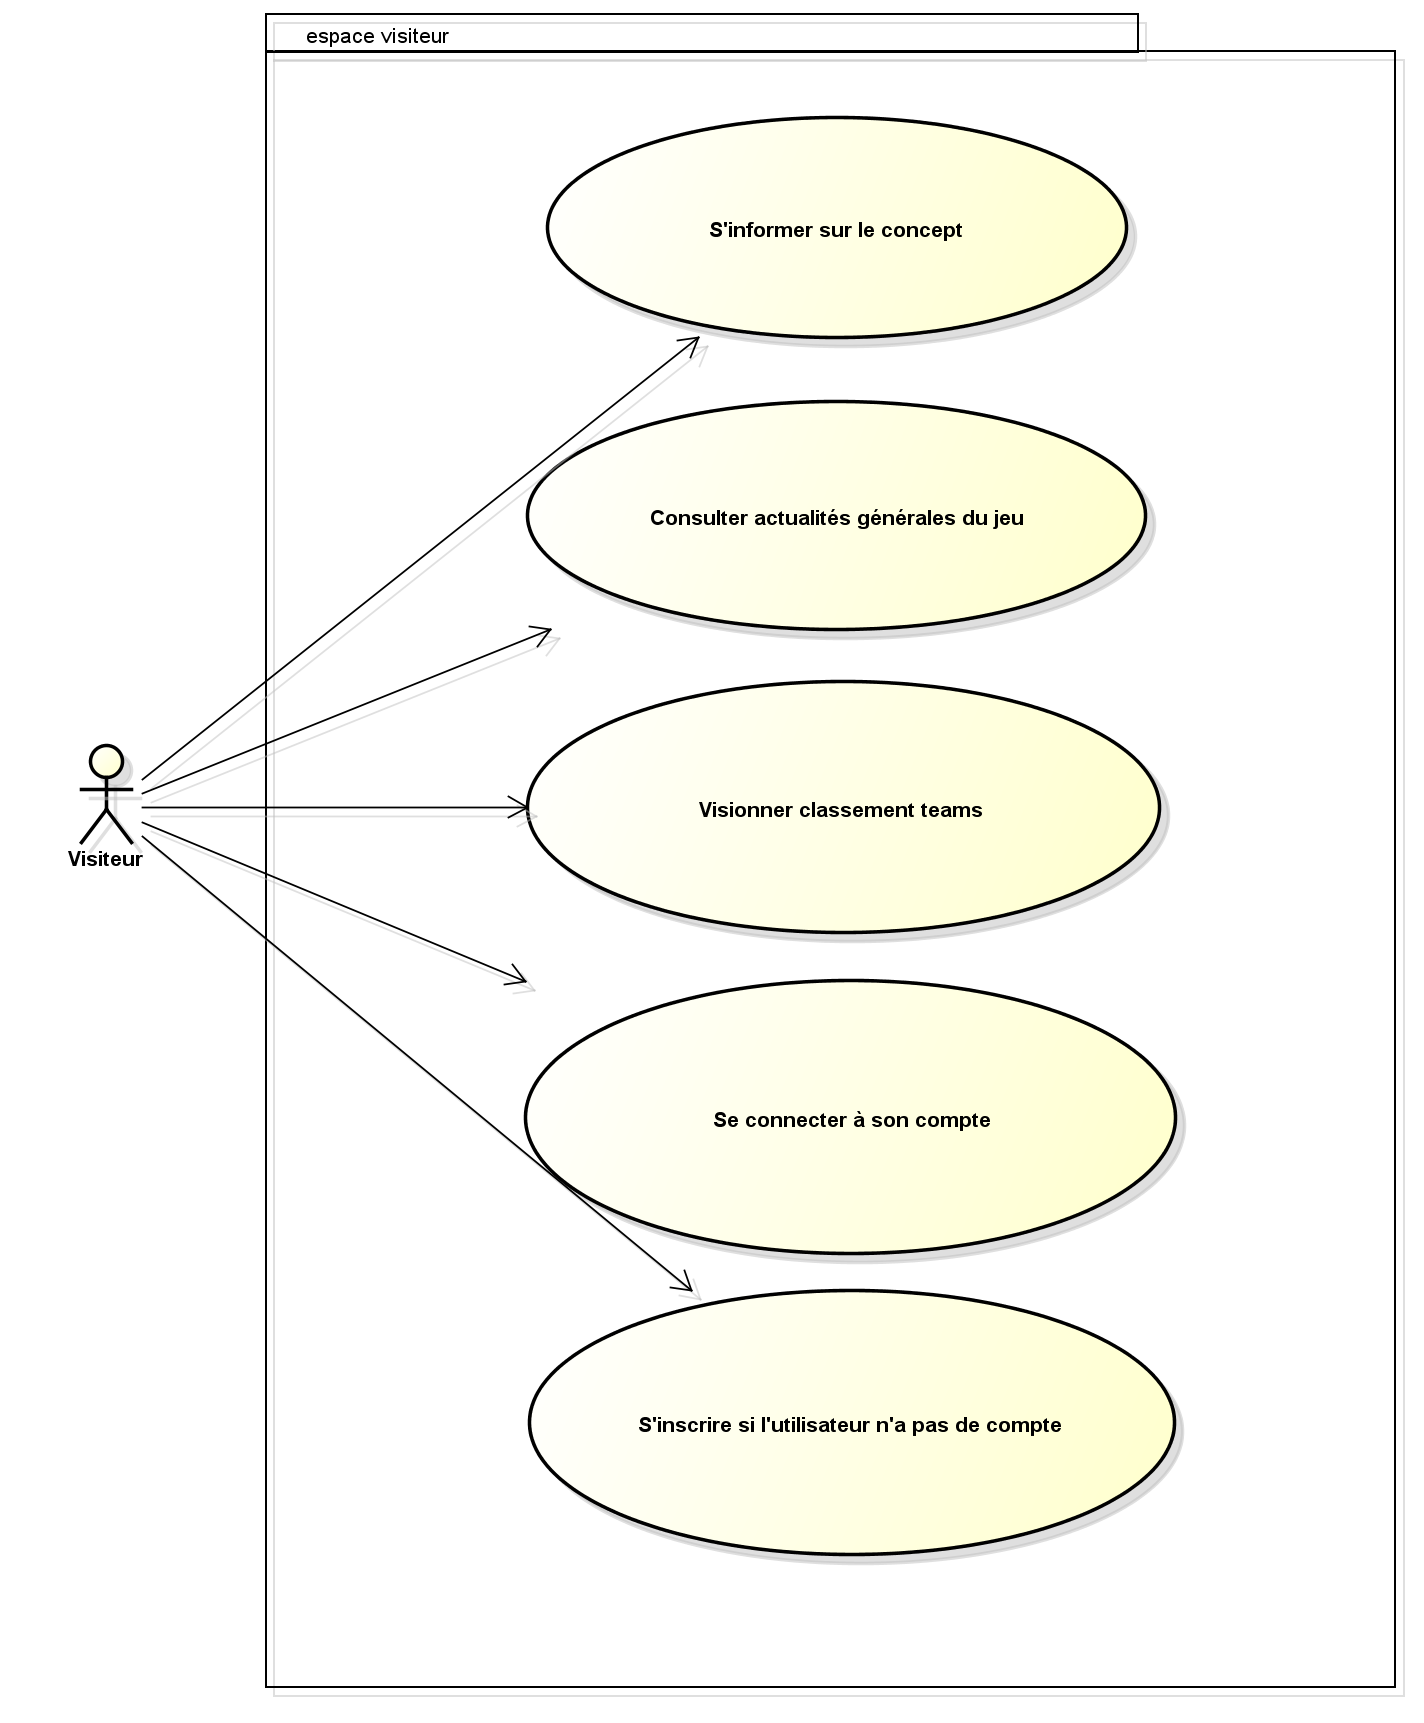 espace visiteur
S'informer sur le concept
Consulter actualités générales du jeu
Visionner classement teams
Visiteur
Se connecter à son compte
S'inscrire si l'utilisateur n'a pas de compte